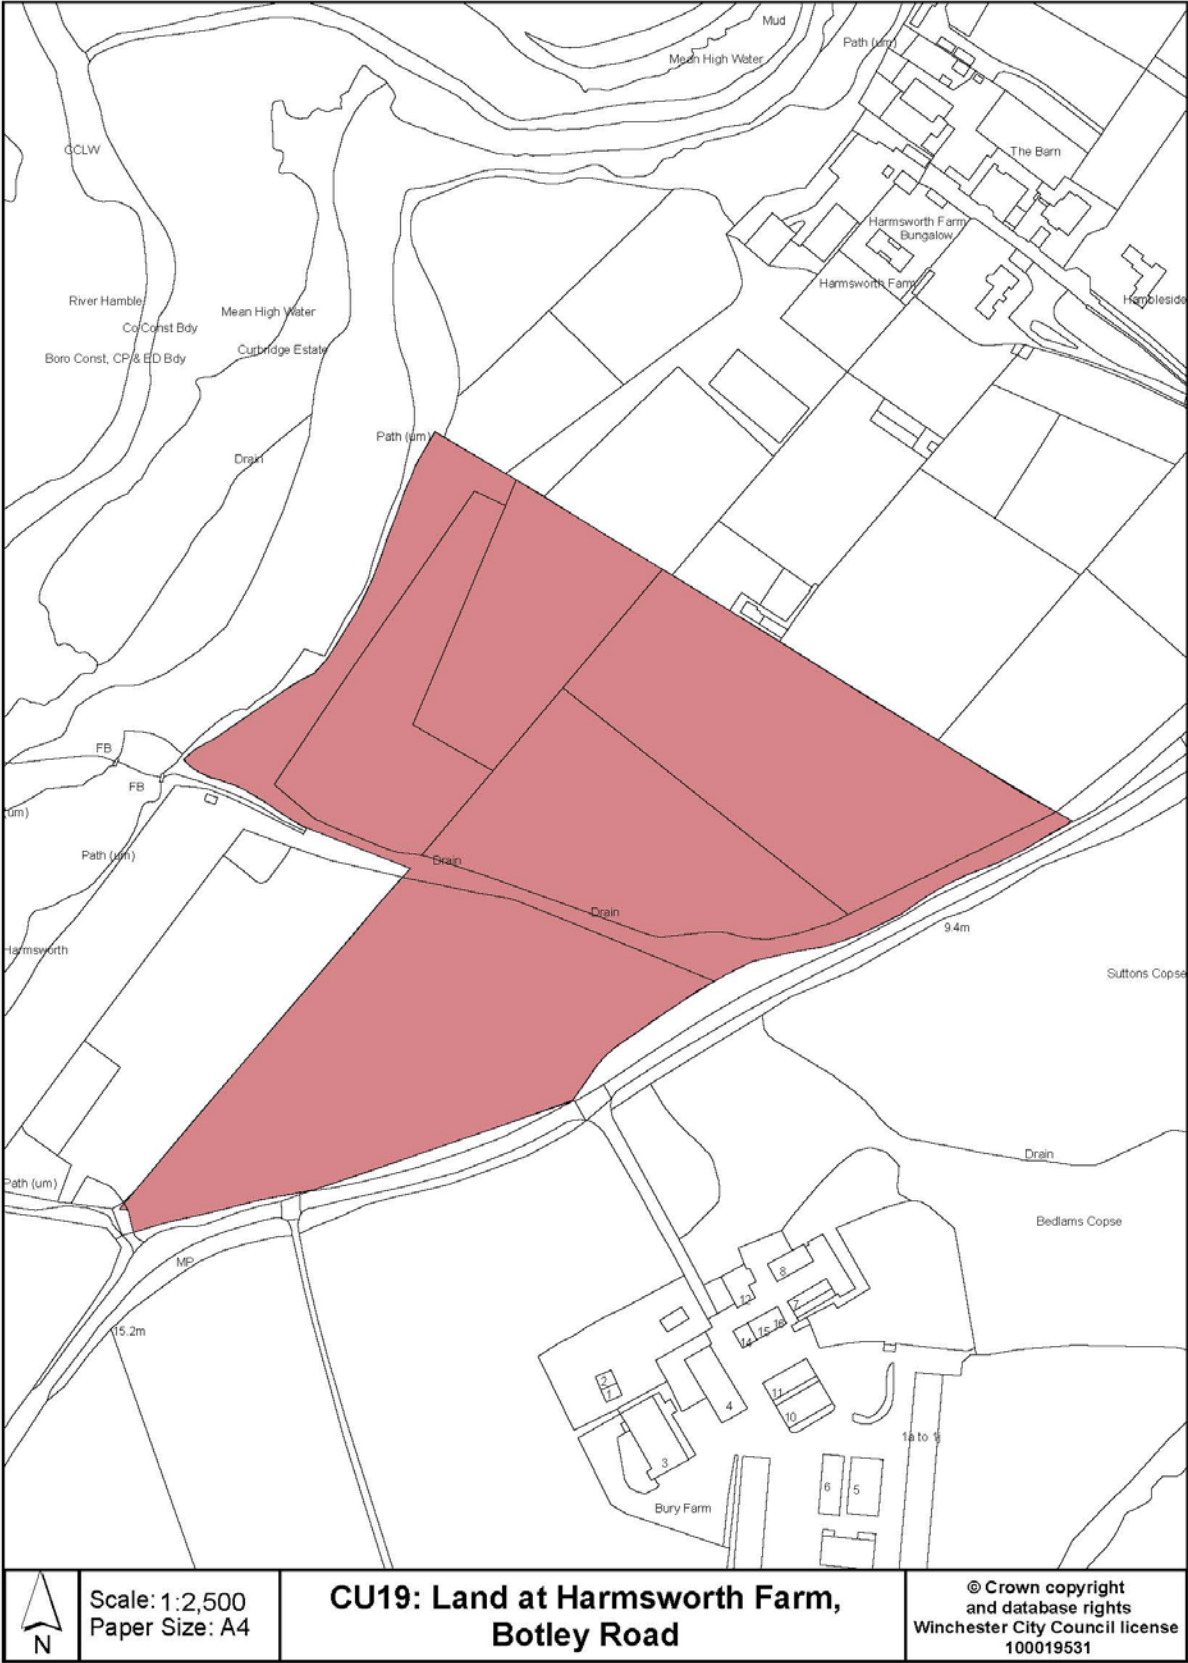 Mud
Path (um)
Mean High Water
CCLW
The Barn
Harmsworth Farm
Bungalow
Harmsworth Farm
Hambleside
River Hamble
Mean High Water
Co Const Bdy
Curbridge Estate
Boro Const, CP & ED Bdy
Path (um)
Drain
FB
FB
um)
Path (um)
Drain
Drain
9.4m
Harmsworth
Suttons Copse
Drain
Path (um)
Bedlams Copse
MP
15.2m
8
12
7
16
15
14
2
1
11
10
4
3
1a to 1j
6
5
Bury Farm
N
Scale: 1:2,500
Paper Size: A4
CU19: Land at Harmsworth Farm,
Botley Road
© Crown copyright
and database rights
Winchester City Council license
100019531